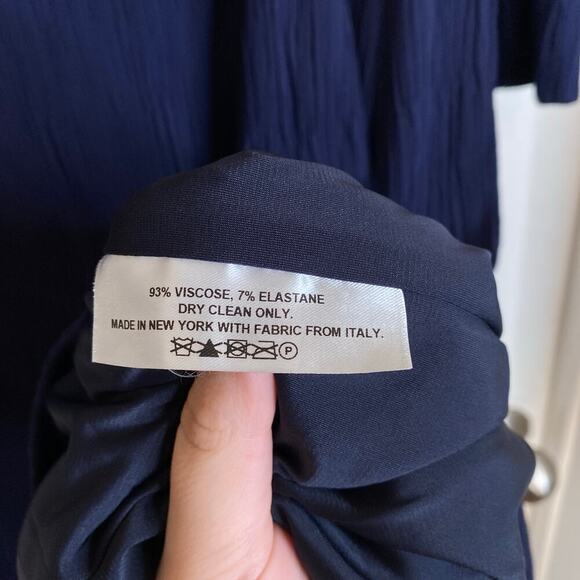 93% VISCOSE, 7% ELASTANE
DRY CLEAN ONLY.
MADE IN NEW YORK WITH FABRIC FROM ITALY.
P